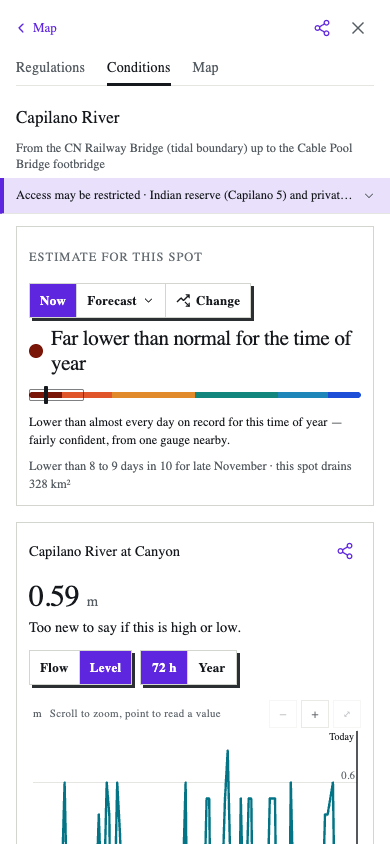 Map
Regulations Conditions Map
Capilano River
From the CN Railway Bridge (tidal boundary) up to the Cable Pool
Bridge footbridge
Access may be restricted · Indian reserve (Capilano 5) and privat…
ESTIMATE FOR THIS SPOT
Now Forecast Change
Far lower than normal for the time of
year
Lower than almost every day on record for this time of year —
fairly confident, from one gauge nearby.
Lower than 8 to 9 days in 10 for late November · this spot drains
328 km²
Capilano River at Canyon
0.59 m
Too new to say if this is high or low.
Flow Level 72 h Year
m Scroll to zoom, point to read a value − +
Today
0.6